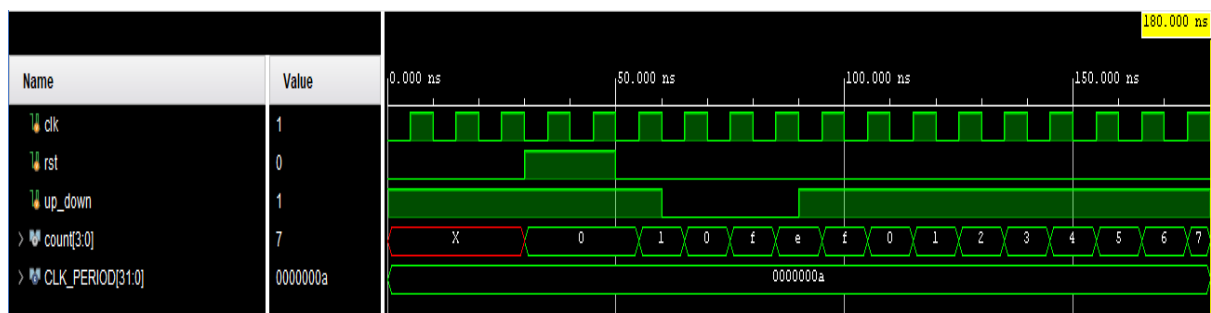 180.000 ns
Name Value 0.000 ns 50.000 ns 100.000 ns 150.000 ns
clk 1
rst 0
up_down 1
> count[3:0] 7 X 0 1 0 f e f 0 1 2 3 4 5 6 7
> CLK_PERIOD[31:0] 0000000a 0000000a